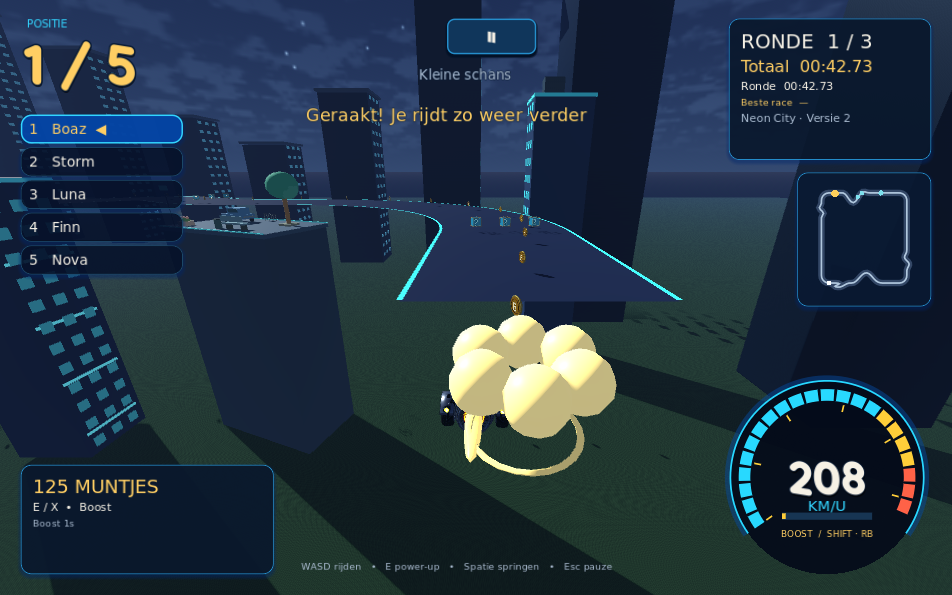 POSITIE
1 / 5
1 Boaz ◀
2 Storm
3 Luna
4 Finn
5 Nova
Kleine schans
Geraakt! Je rijdt zo weer verder
RONDE 1 / 3
Totaal 00:42.73
Ronde 00:42.73
Beste race —
Neon City · Versie 2
125 MUNTJES
E / X • Boost
Boost 1s
208
KM/U
BOOST / SHIFT · RB
WASD rijden • E power-up • Spatie springen • Esc pauze